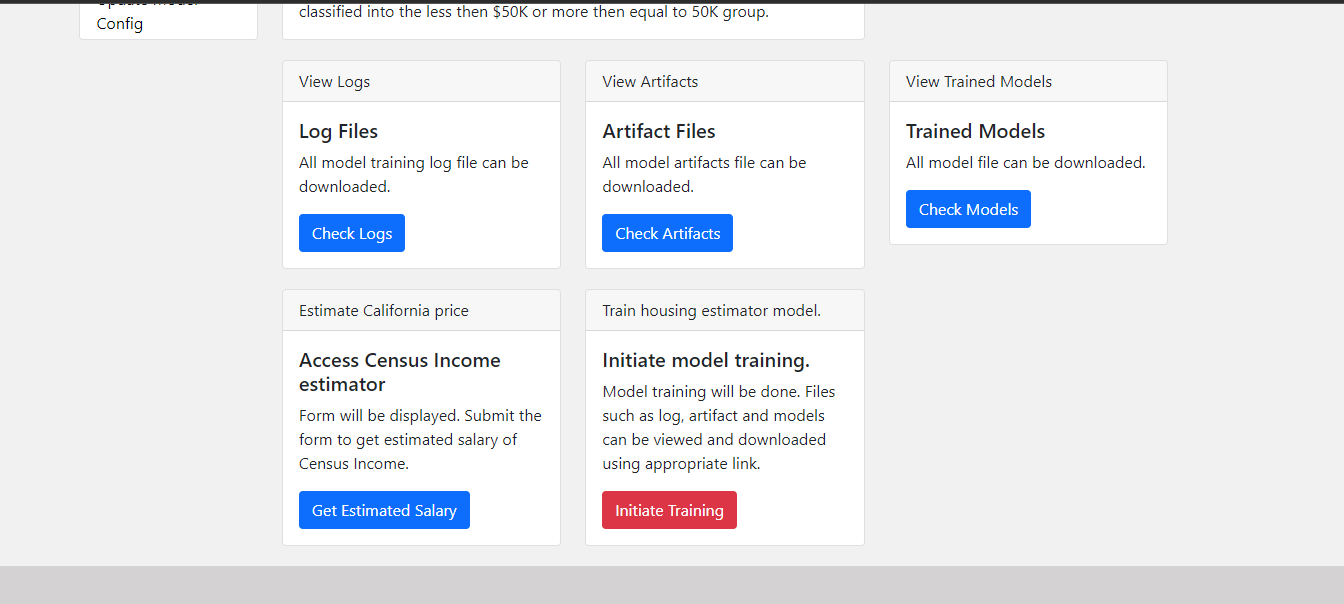 Update Model
Config
classified into the less then $50K or more then equal to 50K group.
View Logs
Log Files
All model training log file can be
downloaded.
Check Logs
View Artifacts
Artifact Files
All model artifacts file can be
downloaded.
Check Artifacts
View Trained Models
Trained Models
All model file can be downloaded.
Check Models
Estimate California price
Access Census Income
estimator
Form will be displayed. Submit the
form to get estimated salary of
Census Income.
Get Estimated Salary
Train housing estimator model.
Initiate model training.
Model training will be done. Files
such as log, artifact and models
can be viewed and downloaded
using appropriate link.
Initiate Training